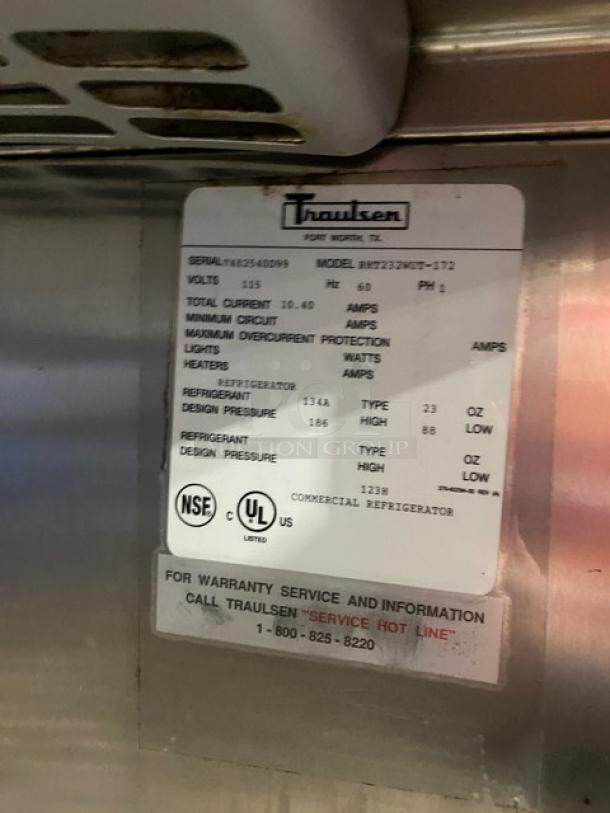 Traulsen
FORT WORTH, TX.
SERIAL T482540D99 MODEL RHT232WUT-172
VOLTS 115 Hz 60 PH 1
TOTAL CURRENT 10.40 AMPS
MINIMUM CIRCUIT AMPS
MAXIMUM OVERCURRENT PROTECTION AMPS
LIGHTS WATTS
HEATERS AMPS
REFRIGERATOR
REFRIGERANT 134A TYPE 23 OZ
DESIGN PRESSURE 186 HIGH 88 LOW
REFRIGERANT TYPE OZ
DESIGN PRESSURE HIGH LOW
123H
COMMERCIAL REFRIGERATOR
NSF C UL US
LISTED
FOR WARRANTY SERVICE AND INFORMATION
CALL TRAULSEN "SERVICE HOT LINE"
1-800-825-8220